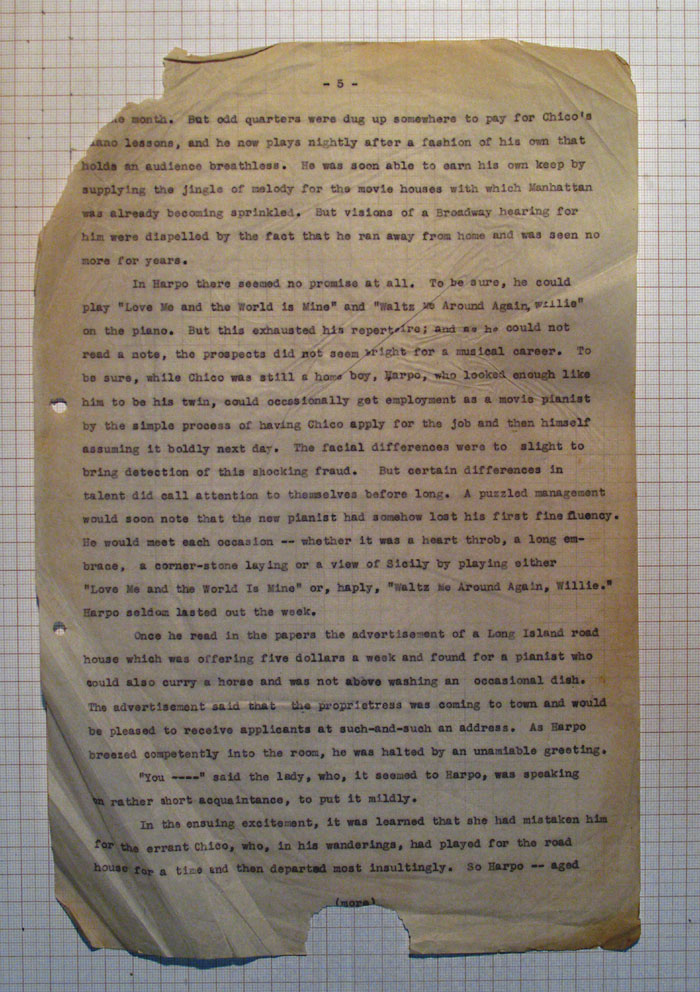 - 5 -
month. But odd quarters were dug up somewhere to pay for Chico's
lessons, and he now plays nightly after a fashion of his own that
holds an audience breathless. He was soon able to earn his own keep by
supplying the jingle of melody for the movie houses with which Manhattan
was already becoming sprinkled. But visions of a Broadway hearing for
him were dispelled by the fact that he ran away from home and was seen no
more for years.
In Harpo there seemed no promise at all. To be sure, he could
play "Love Me and the World is Mine" and "Waltz Me Around Again, Willie"
on the piano. But this exhausted his repertoire; and as he could not
read a note, the prospects did not seem bright for a musical career. To
be sure, while Chico was still a home boy, Harpo, who looked enough like
him to be his twin, could occasionally get employment as a movie pianist
by the simple process of having Chico apply for the job and then himself
assuming it boldly next day. The facial differences were to slight to
bring detection of this shocking fraud. But certain differences in
talent did call attention to themselves before long. A puzzled management
would soon note that the new pianist had somehow lost his first fine fluency.
He would meet each occasion -- whether it was a heart throb, a long em-
brace, a corner-stone laying or a view of Sicily by playing either
"Love Me and the World Is Mine" or, haply, "Waltz Me Around Again, Willie."
Harpo seldom lasted out the week.
Once he read in the papers the advertisement of a Long Island road
house which was offering five dollars a week and found for a pianist who
could also curry a horse and was not above washing an occasional dish.
The advertisement said that the proprietress was coming to town and would
be pleased to receive applicants at such-and-such an address. As Harpo
breezed competently into the room, he was halted by an unamiable greeting.
"You ----" said the lady, who, it seemed to Harpo, was speaking
on rather short acquaintance, to put it mildly.
In the ensuing excitement, it was learned that she had mistaken him
for the errant Chico, who, in his wanderings, had played for the road
house for a time and then departed most insultingly. So Harpo -- aged
(more)